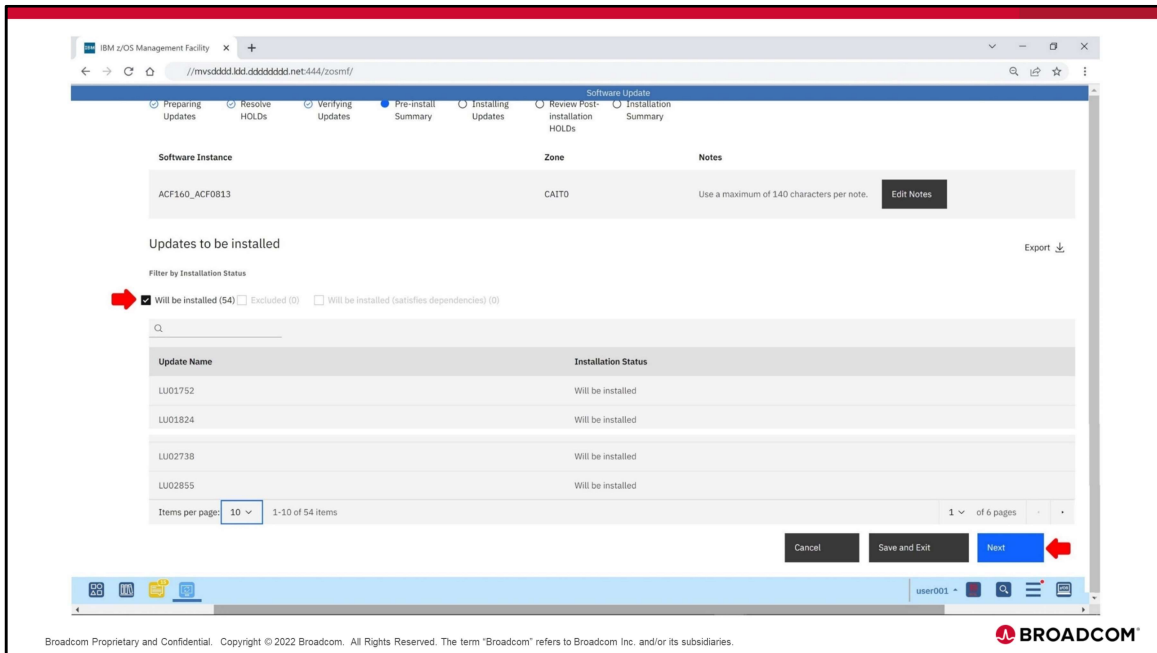 IBM z/OS Management Facility
//mvsdddd.ldd.dddddddd.net:444/zosmf/
Software Update
Preparing Updates
Resolve HOLDs
Verifying Updates
Pre-install Summary
Installing Updates
Review Post-installation HOLDs
Installation Summary
Software Instance Zone Notes
ACF160_ACF0813 CAIT0 Use a maximum of 140 characters per note. Edit Notes
Updates to be installed
Export
Filter by Installation Status
Will be installed (54) Excluded (0) Will be installed (satisfies dependencies) (0)
Update Name Installation Status
LU01752 Will be installed
LU01824 Will be installed
LU02738 Will be installed
LU02855 Will be installed
Items per page: 10 1-10 of 54 items 1 of 6 pages
Cancel Save and Exit Next
user001
Broadcom Proprietary and Confidential. Copyright © 2022 Broadcom. All Rights Reserved. The term “Broadcom” refers to Broadcom Inc. and/or its subsidiaries.
BROADCOM®